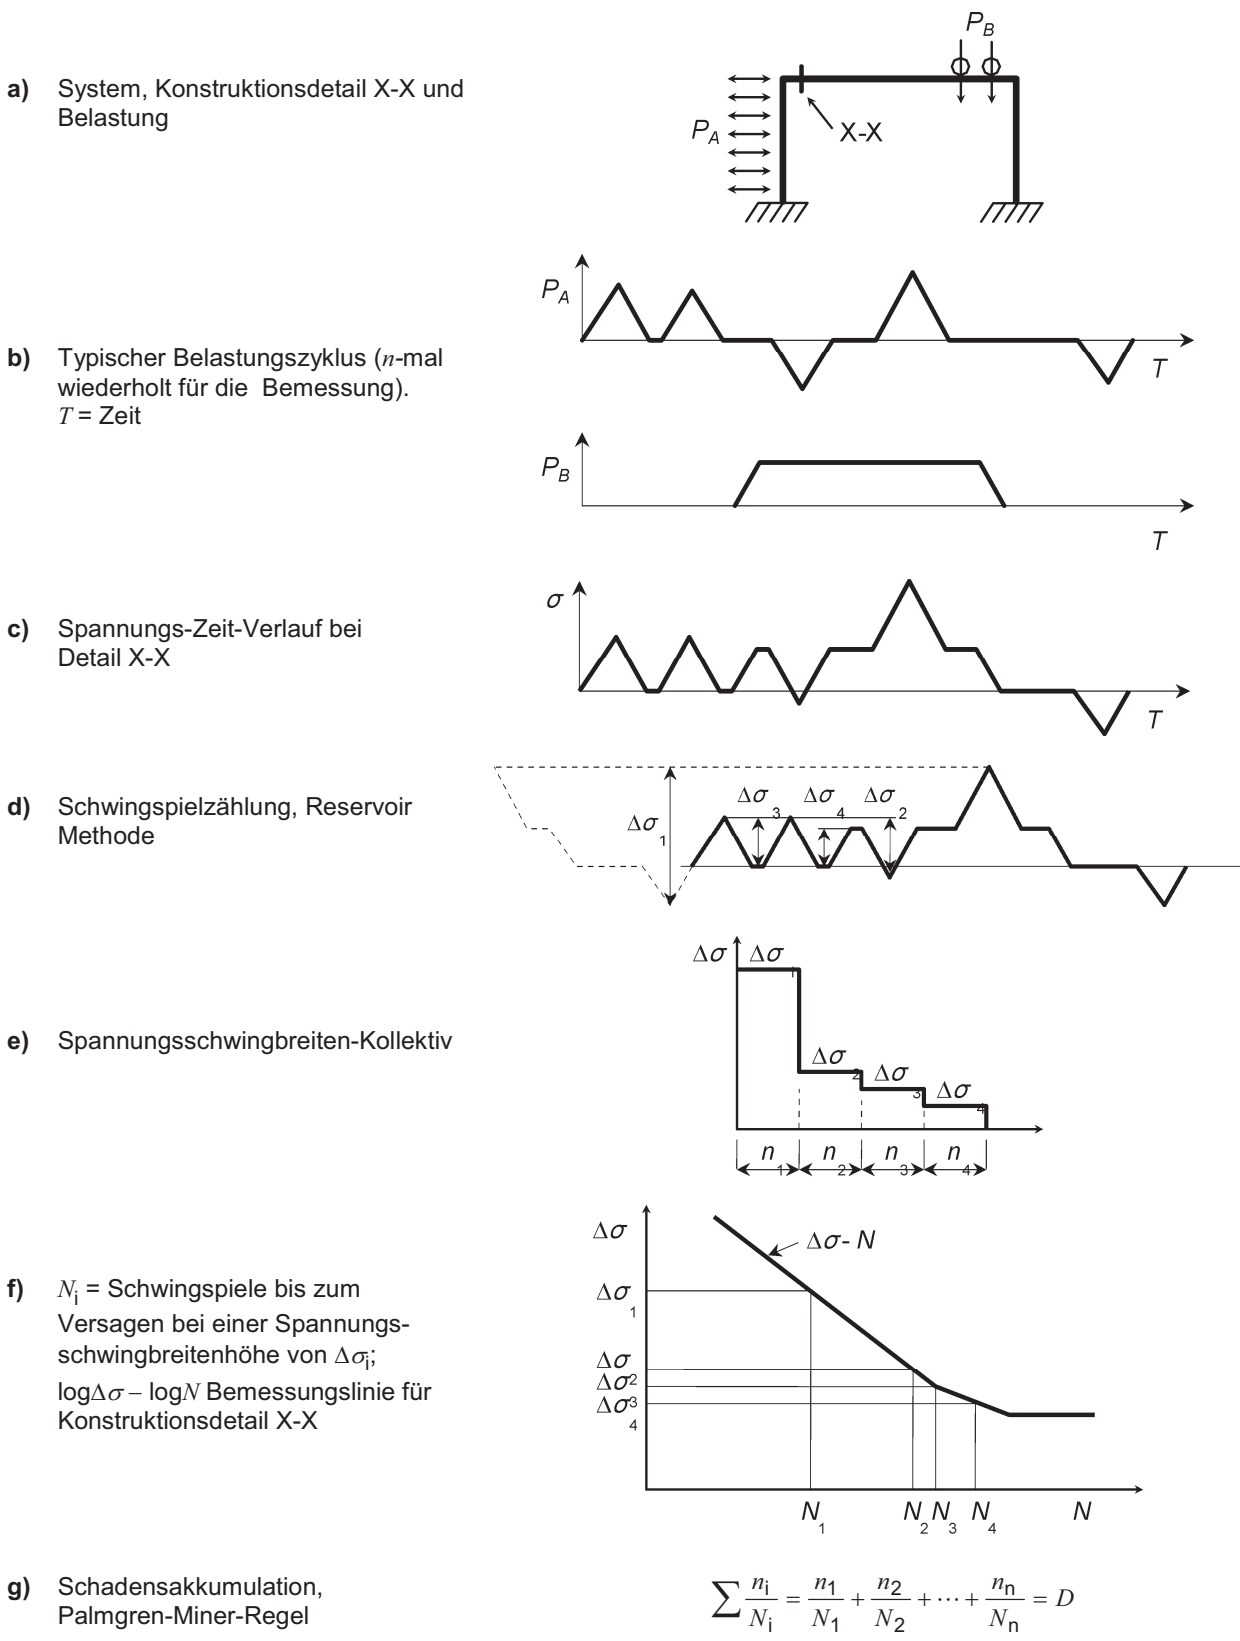 a) System, Konstruktionsdetail X-X und
Belastung
P_B
P_A
X-X
b) Typischer Belastungszyklus (n-mal
wiederholt für die Bemessung).
T = Zeit
P_A
T
P_B
T
c) Spannungs-Zeit-Verlauf bei
Detail X-X
σ
T
d) Schwingspielzählung, Reservoir
Methode
Δσ_1
Δσ_3 Δσ_4 Δσ_2
e) Spannungsschwingbreiten-Kollektiv
Δσ Δσ_1
Δσ_2
Δσ_3
Δσ_4
n_1 n_2 n_3 n_4
f) N_i = Schwingspiele bis zum
Versagen bei einer Spannungs-
schwingbreitenhöhe von Δσ_i;
logΔσ – logN Bemessungslinie für
Konstruktionsdetail X-X
Δσ
Δσ- N
Δσ_1
Δσ_2
Δσ_3
Δσ_4
N_1 N_2 N_3 N_4 N
g) Schadensakkumulation,
Palmgren-Miner-Regel
∑ n_i/N_i = n_1/N_1 + n_2/N_2 + ⋯ + n_n/N_n = D